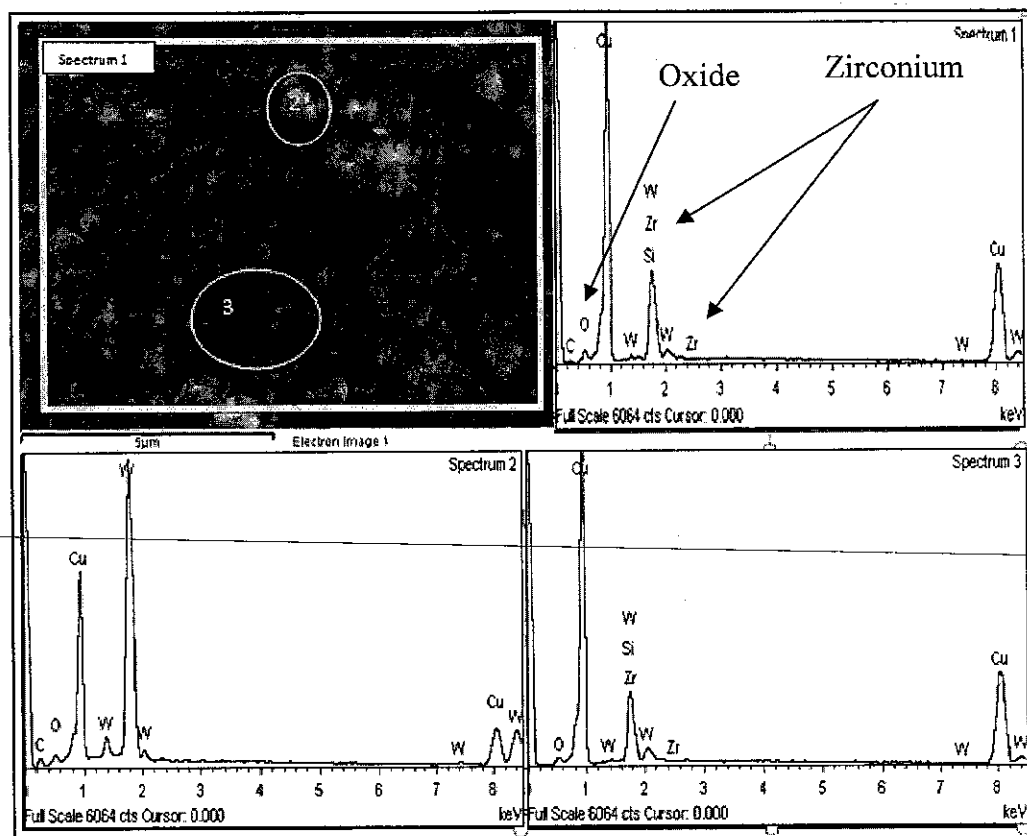 Spectrum 1
2
3
5µm
Electron Image 1
Spectrum 1
Oxide
Zirconium
Cu
W
Zr
Si
Cu
O
C
W
W
Zr
W
W
1 2 3 4 5 6 7 8
Full Scale 6064 cts Cursor: 0.000
keV
Spectrum 2
W
Cu
O
C
W
W
W
Cu
W
1 2 3 4 5 6 7 8
Full Scale 6064 cts Cursor: 0.000
keV
Spectrum 3
Cu
W
Si
Zr
Cu
O
W
W
Zr
W
W
1 2 3 4 5 6 7 8
Full Scale 6064 cts Cursor: 0.000
keV